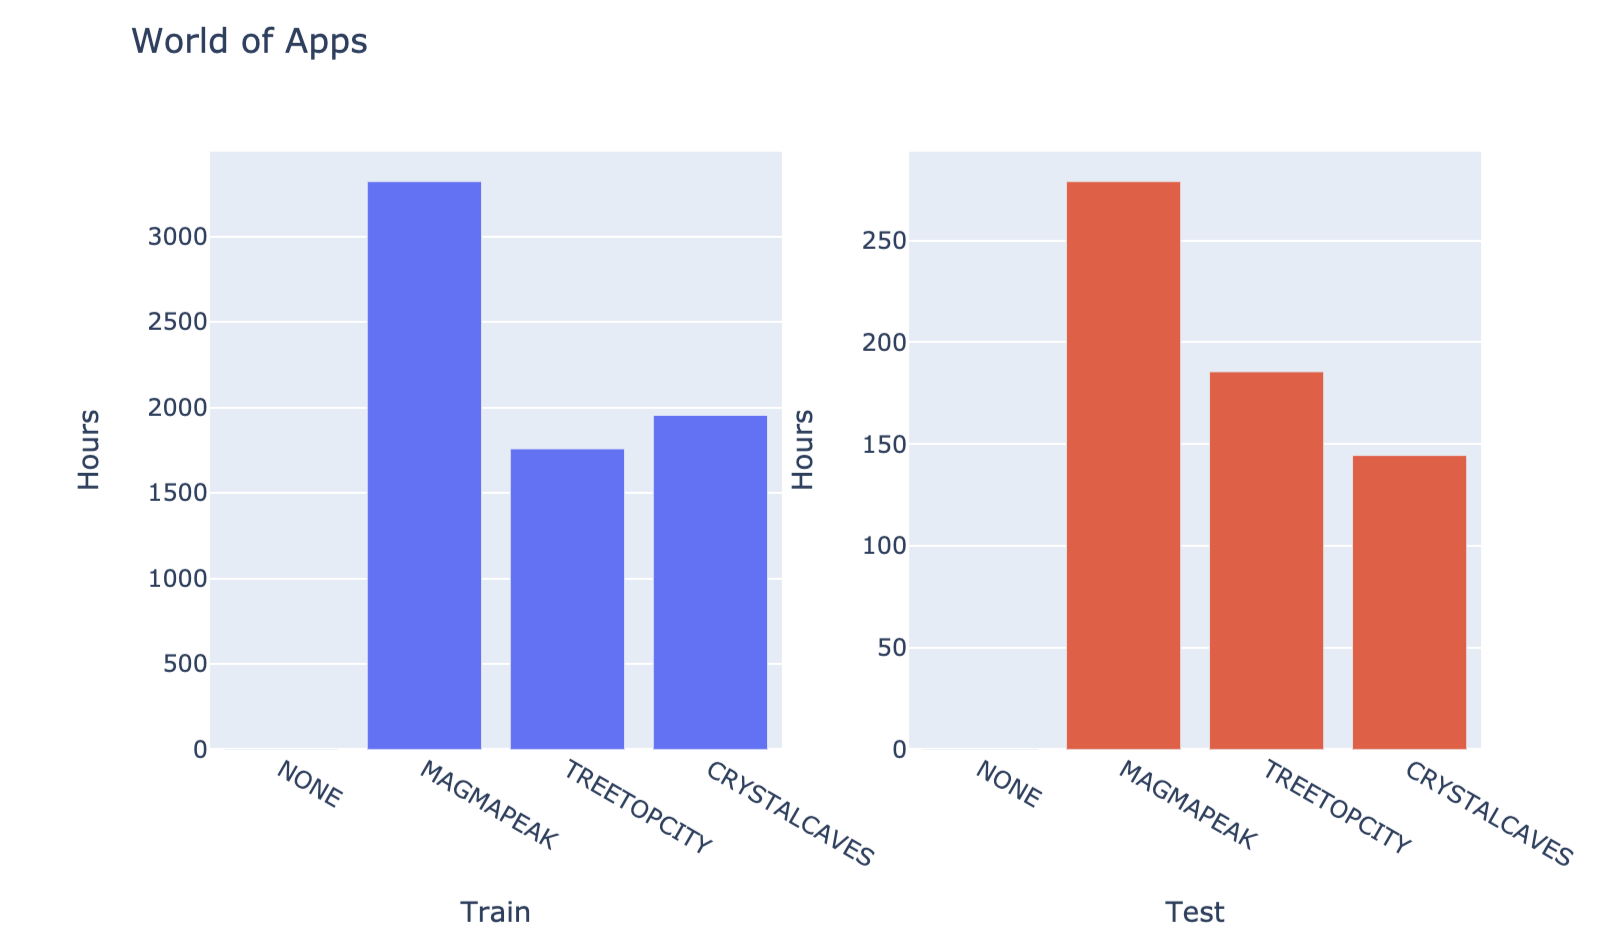 World of Apps
Hours
3000
2500
2000
1500
1000
500
0
NONE
MAGMAPEAK
TREETOPCITY
CRYSTALCAVES
Train
Hours
250
200
150
100
50
0
NONE
MAGMAPEAK
TREETOPCITY
CRYSTALCAVES
Test